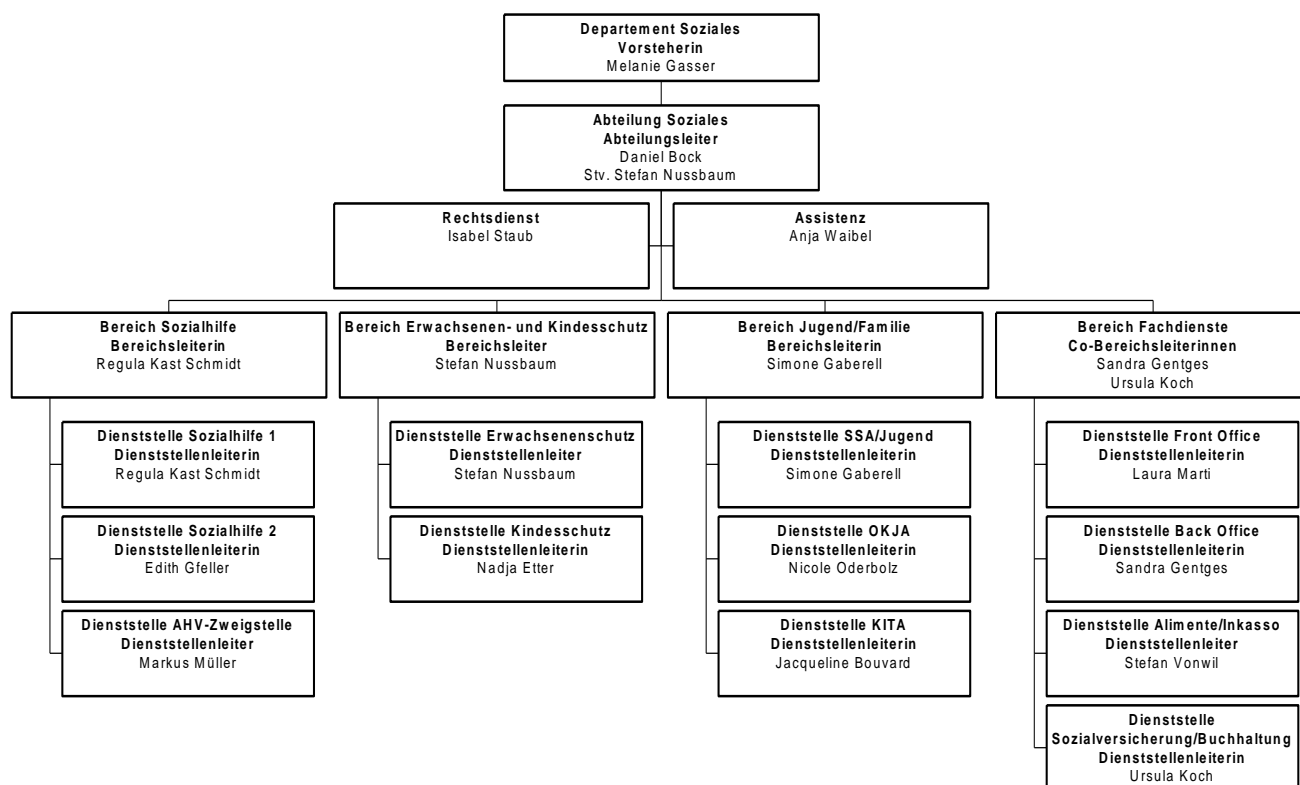 Departement Soziales
Vorsteherin
Melanie Gasser
Abteilung Soziales
Abteilungsleiter
Daniel Bock
Stv. Stefan Nussbaum
Rechtsdienst
Isabel Staub
Assistenz
Anja Waibel
Bereich Sozialhilfe
Bereichsleiterin
Regula Kast Schmidt
Bereich Erwachsenen- und Kindesschutz
Bereichsleiter
Stefan Nussbaum
Bereich Jugend/Familie
Bereichsleiterin
Simone Gaberell
Bereich Fachdienste
Co-Bereichsleiterinnen
Sandra Gentges
Ursula Koch
Dienststelle Sozialhilfe 1
Dienststellenleiterin
Regula Kast Schmidt
Dienststelle Sozialhilfe 2
Dienststellenleiterin
Edith Gfeller
Dienststelle AHV-Zweigstelle
Dienststellenleiter
Markus Müller
Dienststelle Erwachsenenschutz
Dienststellenleiter
Stefan Nussbaum
Dienststelle Kindesschutz
Dienststellenleiterin
Nadja Etter
Dienststelle SSA/Jugend
Dienststellenleiterin
Simone Gaberell
Dienststelle OKJA
Dienststellenleiterin
Nicole Oderbolz
Dienststelle KITA
Dienststellenleiterin
Jacqueline Bouvard
Dienststelle Front Office
Dienststellenleiterin
Laura Marti
Dienststelle Back Office
Dienststellenleiterin
Sandra Gentges
Dienststelle Alimente/Inkasso
Dienststellenleiter
Stefan Vonwil
Dienststelle
Sozialversicherung/Buchhaltung
Dienststellenleiterin
Ursula Koch